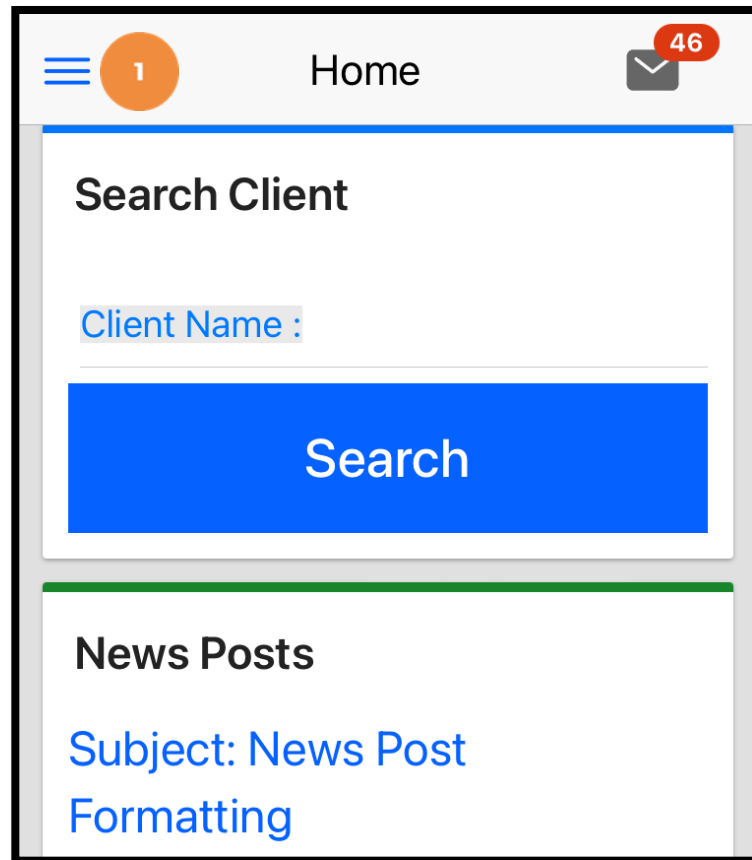 1
Home
46
Search Client
Client Name :
Search
News Posts
Subject: News Post
Formatting